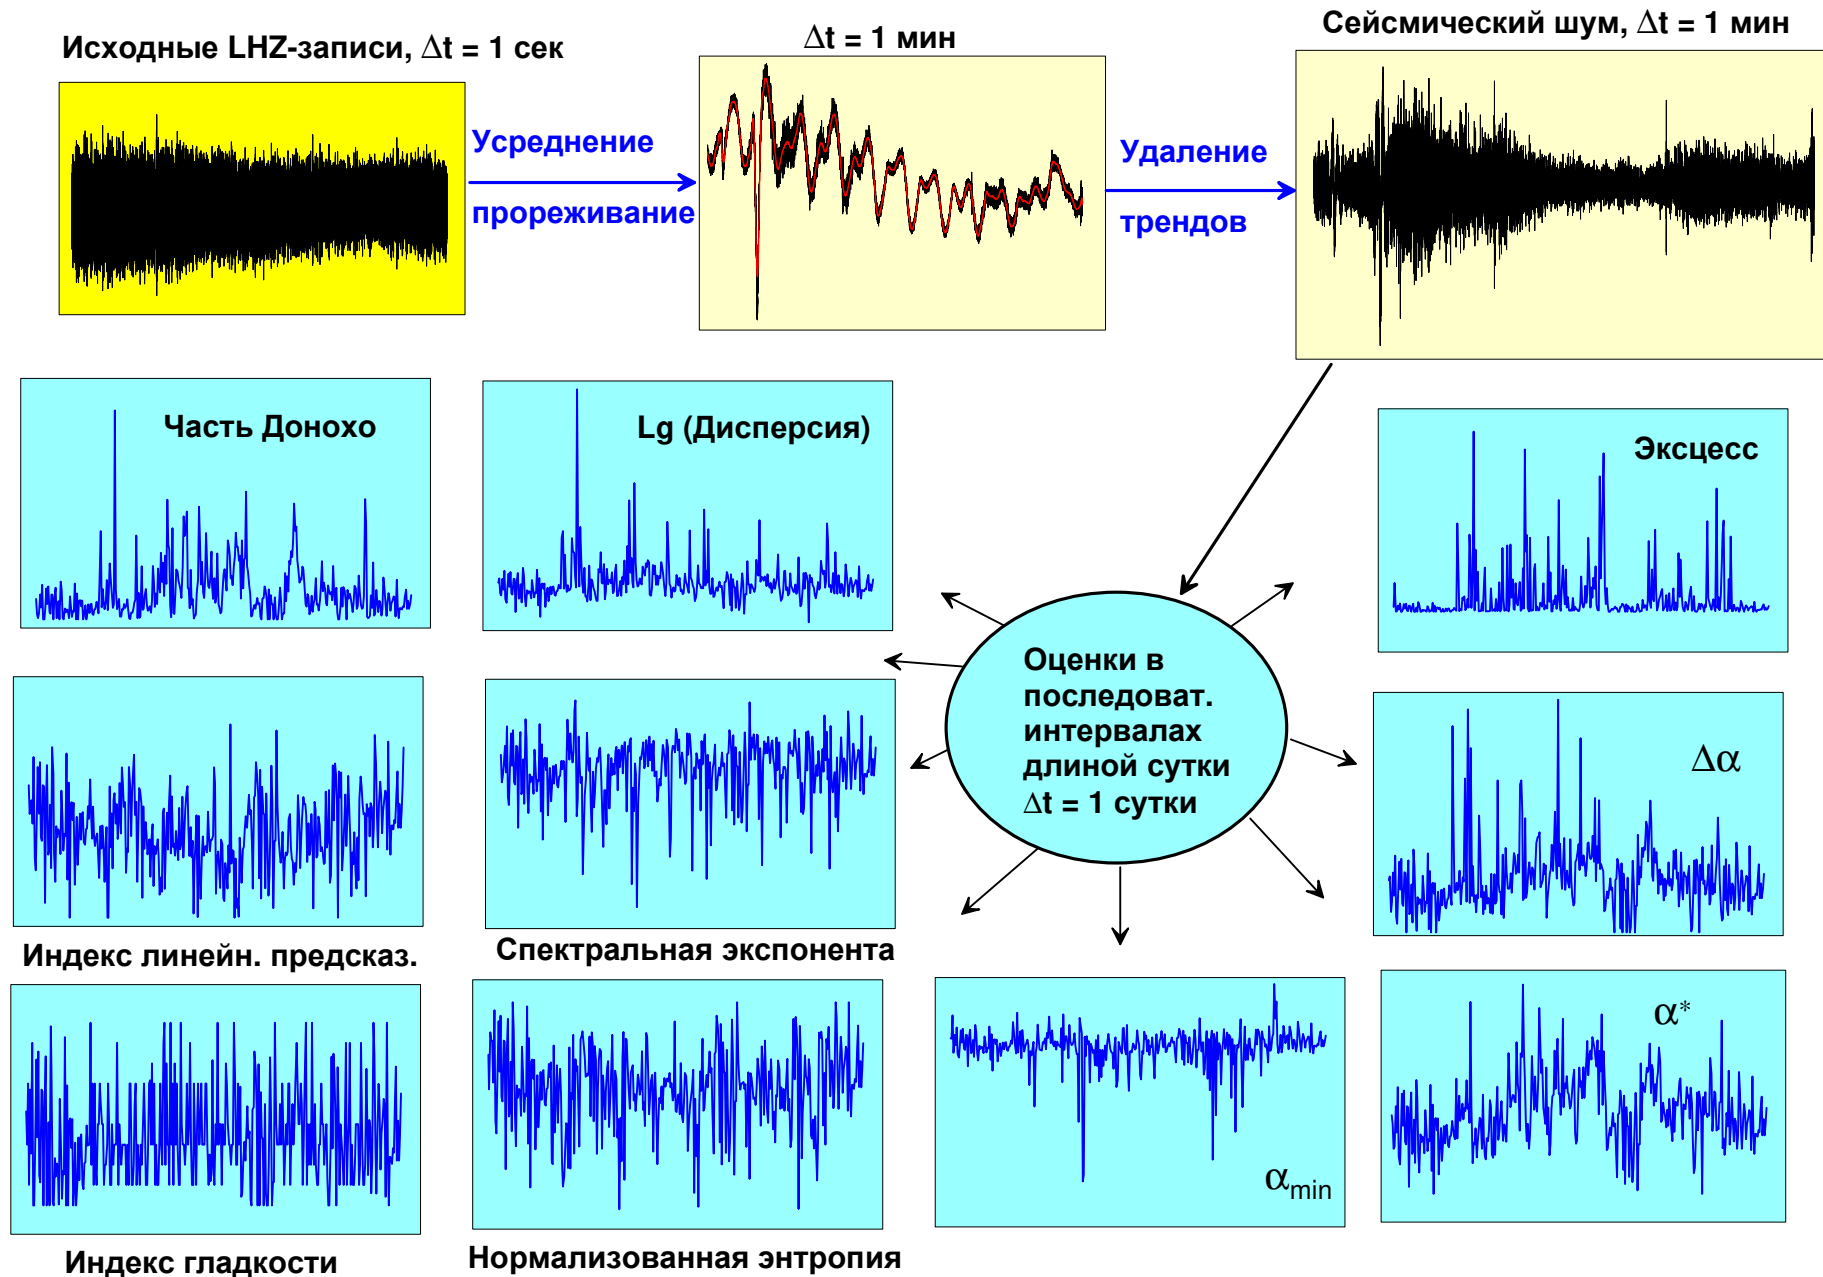 Исходные LHZ-записи, Δt = 1 сек
Δt = 1 мин
Сейсмический шум, Δt = 1 мин
Усреднение
прореживание
Удаление
трендов
Часть Донохо
Lg (Дисперсия)
Эксцесс
Оценки в
последоват.
интервалах
длиной сутки
Δt = 1 сутки
Δα
Индекс линейн. предсказ.
Спектральная экспонента
α*
αmin
Индекс гладкости
Нормализованная энтропия